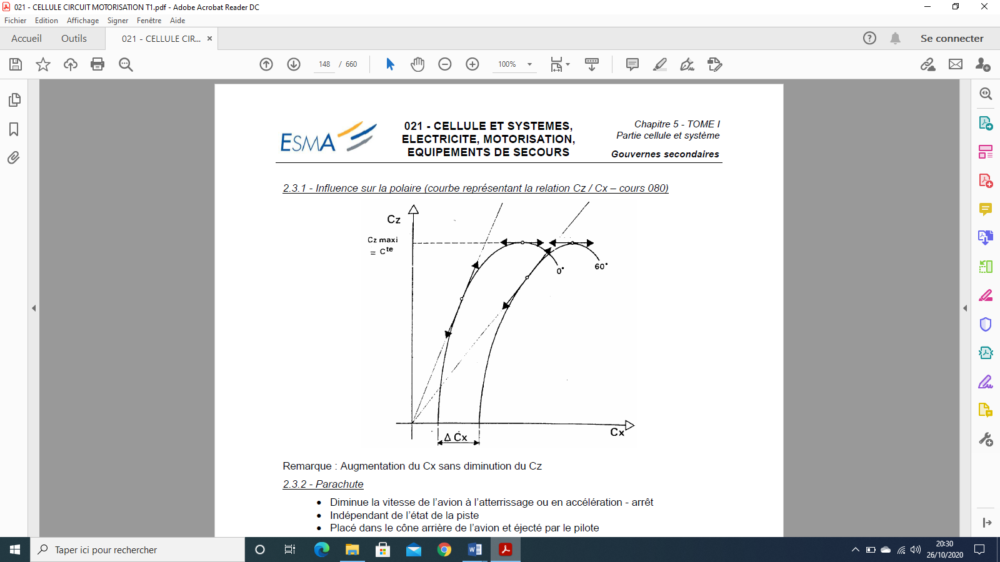 021 - CELLULE CIRCUIT MOTORISATION T1.pdf - Adobe Acrobat Reader DC
Fichier Edition Affichage Signer Fenêtre Aide
Accueil Outils 021 - CELLULE CIR... × Se connecter
148 / 660 100%
ESMA
021 - CELLULE ET SYSTEMES,
ELECTRICITE, MOTORISATION,
EQUIPEMENTS DE SECOURS
Chapitre 5 - TOME I
Partie cellule et système
Gouvernes secondaires
2.3.1 - Influence sur la polaire (courbe représentant la relation Cz / Cx – cours 080)
Cz
Cz maxi
= Cte
0°
60°
Cx
Δ Cx
Remarque : Augmentation du Cx sans diminution du Cz
2.3.2 - Parachute
• Diminue la vitesse de l'avion à l'atterrissage ou en accélération - arrêt
• Indépendant de l'état de la piste
• Placé dans le cône arrière de l'avion et éjecté par le pilote
Taper ici pour rechercher
20:30
26/10/2020